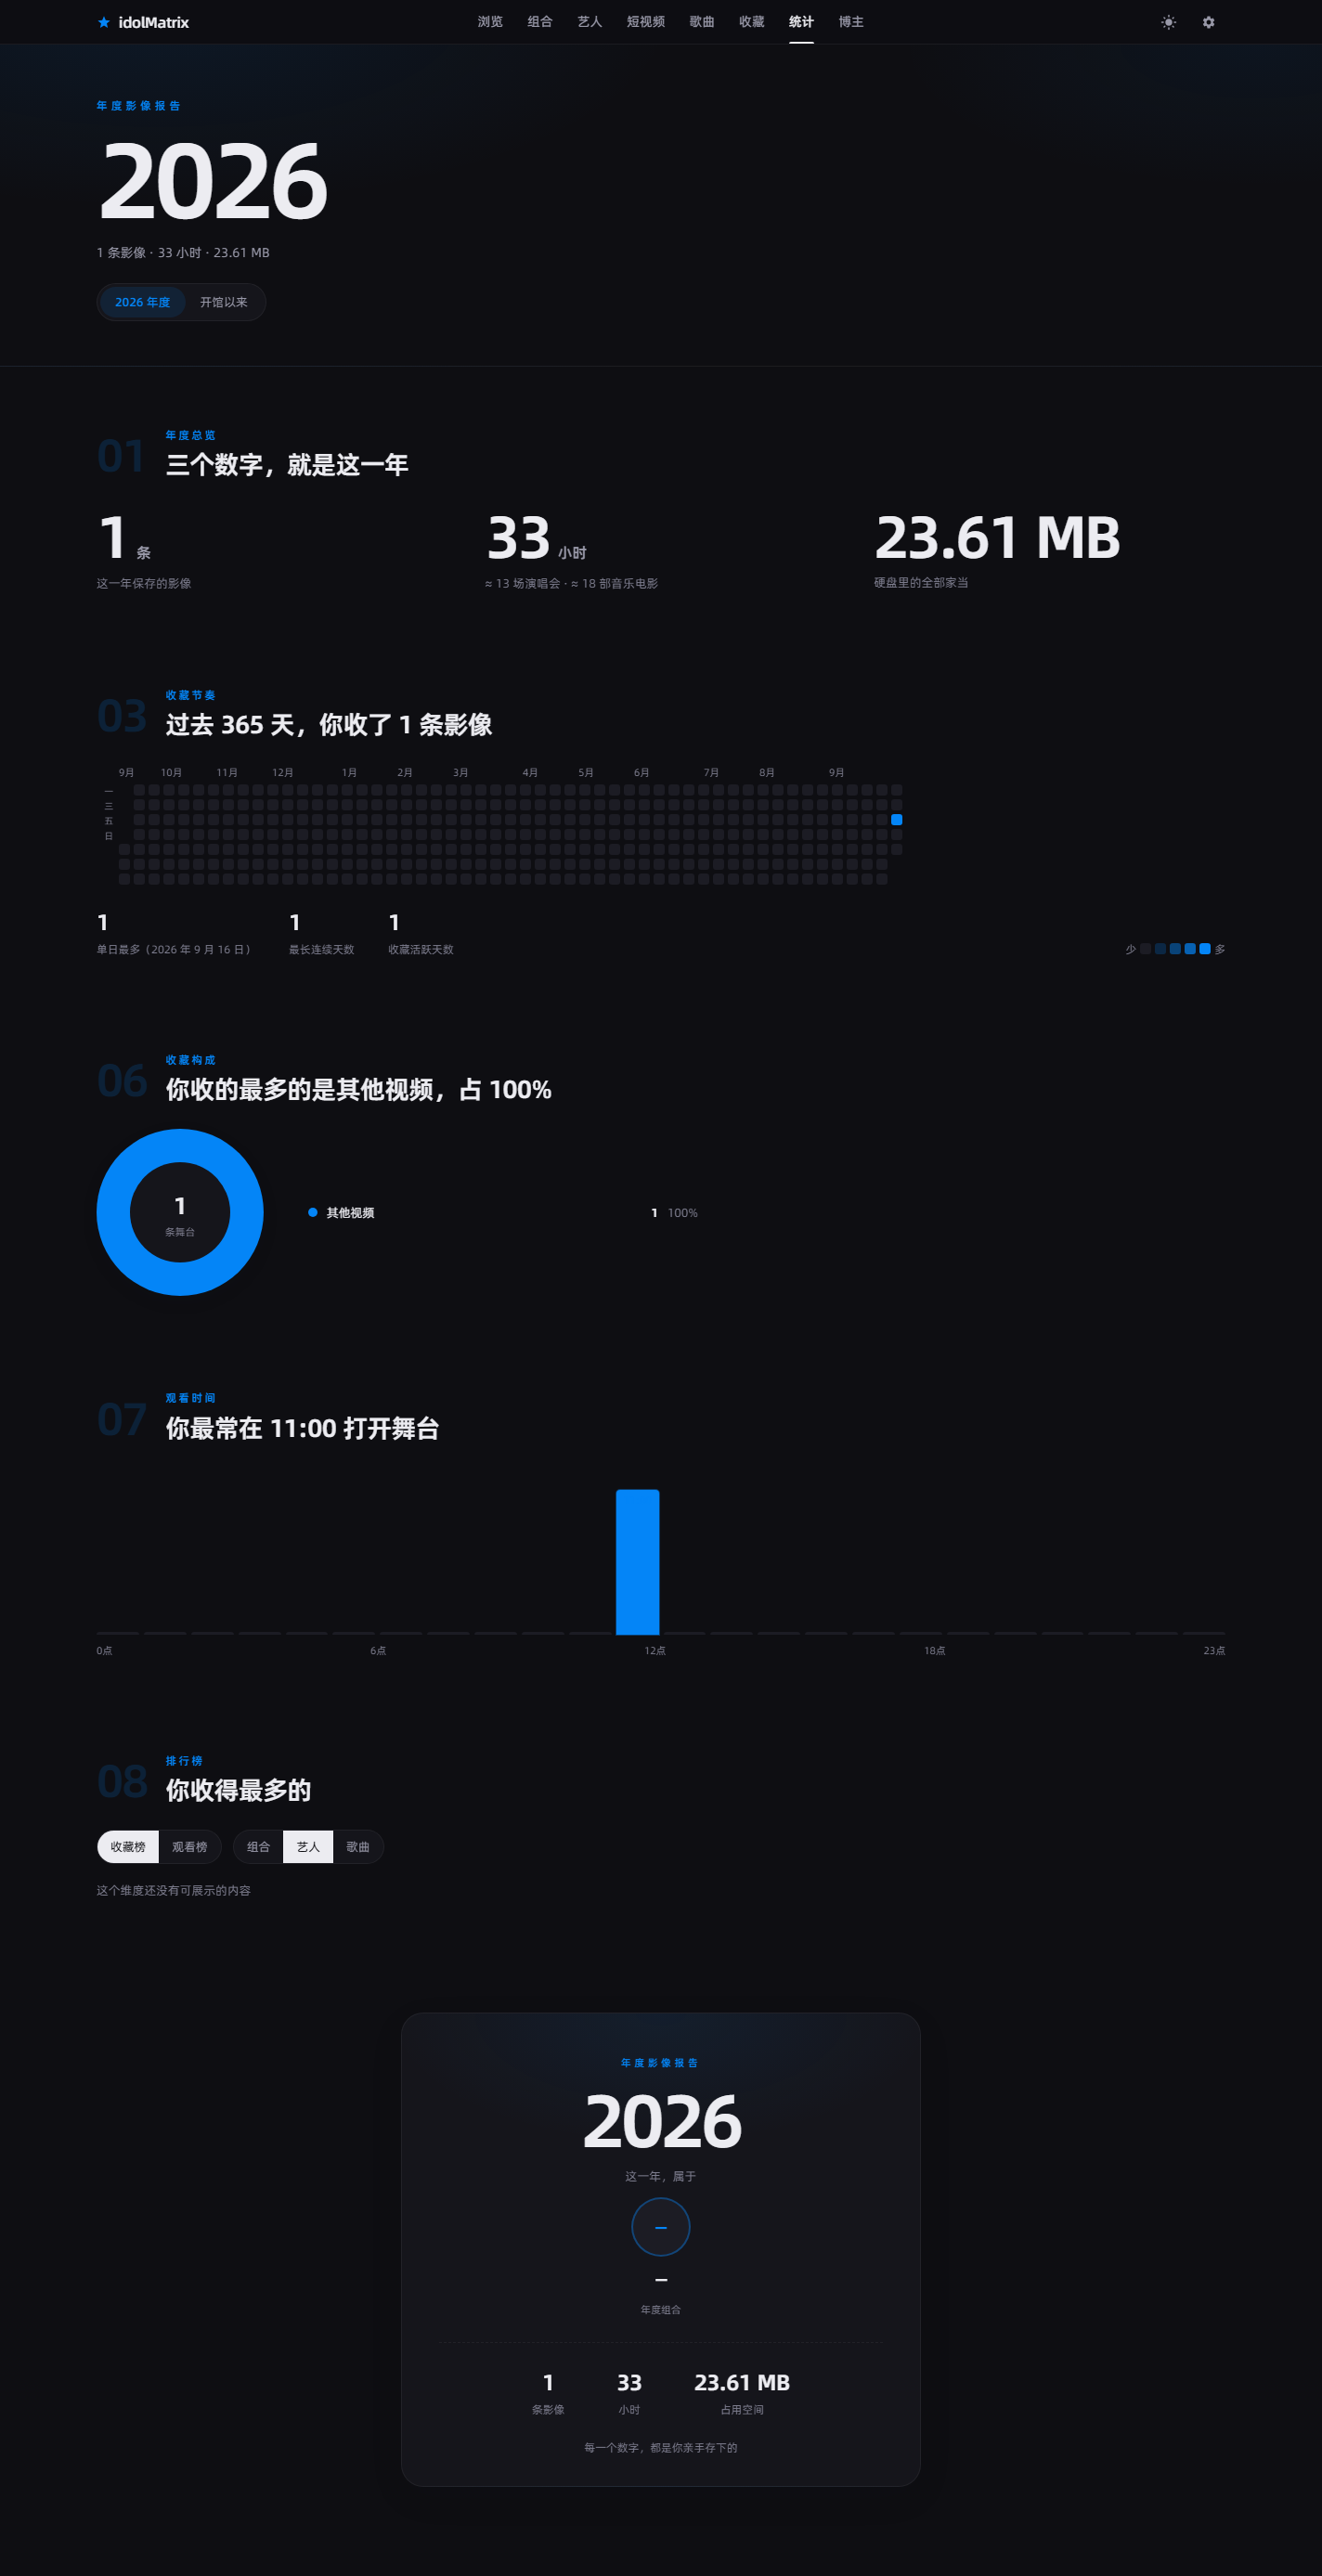 idolMatrix
浏览 组合 艺人 短视频 歌曲 收藏 统计 博主
年度影像报告
2026
1 条影像 · 33 小时 · 23.61 MB
2026 年度 开馆以来
01
年度总览
三个数字，就是这一年
1 条 33 小时 23.61 MB
这一年保存的影像 ≈ 13 场演唱会 · ≈ 18 部音乐电影 硬盘里的全部家当
03
收藏节奏
过去 365 天，你收了 1 条影像
9月 10月 11月 12月 1月 2月 3月 4月 5月 6月 7月 8月 9月
一
三
五
日
1 1 1
单日最多（2026 年 9 月 16 日） 最长连续天数 收藏活跃天数 少 多
06
收藏构成
你收的最多的是其他视频，占 100%
1
条舞台
其他视频 1 100%
07
观看时间
你最常在 11:00 打开舞台
0点 6点 12点 18点 23点
08
排行榜
你收得最多的
收藏榜 观看榜 组合 艺人 歌曲
这个维度还没有可展示的内容
年度影像报告
2026
这一年，属于
—
—
年度组合
1 33 23.61 MB
条影像 小时 占用空间
每一个数字，都是你亲手存下的